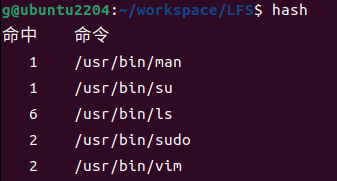 g@ubuntu2204:~/workspace/LFS$ hash
命中    命令
   1    /usr/bin/man
   1    /usr/bin/su
   6    /usr/bin/ls
   2    /usr/bin/sudo
   2    /usr/bin/vim